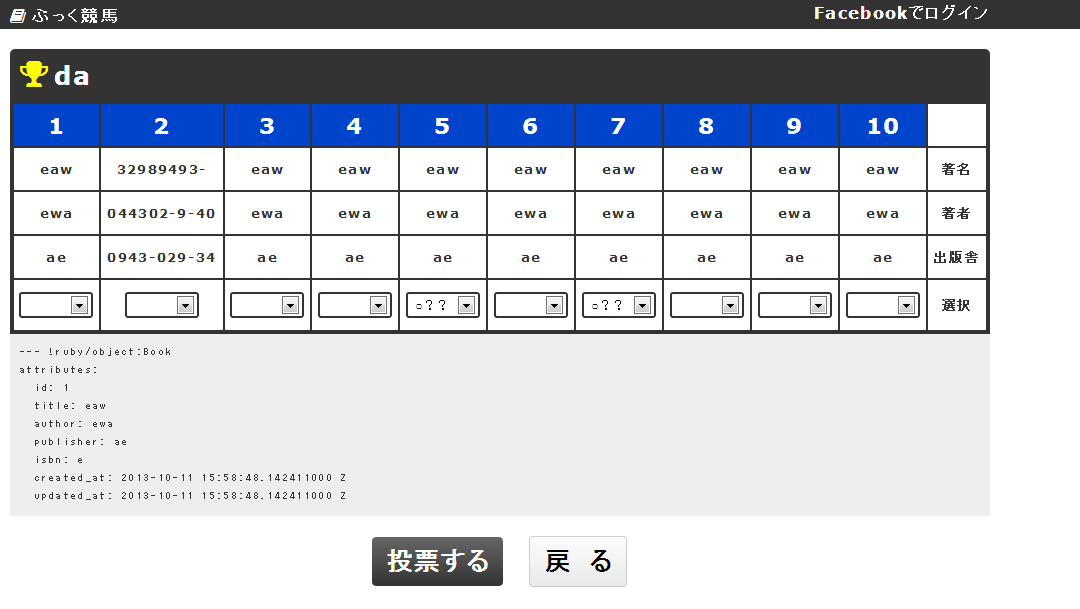 ぶっく競馬
Facebookでログイン
da
1 2 3 4 5 6 7 8 9 10
eaw 32989493- eaw eaw eaw eaw eaw eaw eaw eaw 著名
ewa 044302-9-40 ewa ewa ewa ewa ewa ewa ewa ewa 著者
ae 0943-029-34 ae ae ae ae ae ae ae ae 出版舎
○?? ○?? 選択
--- !ruby/object:Book
attributes:
id: 1
title: eaw
author: ewa
publisher: ae
isbn: e
created_at: 2013-10-11 15:58:48.142411000 Z
updated_at: 2013-10-11 15:58:48.142411000 Z
投票する 戻 る